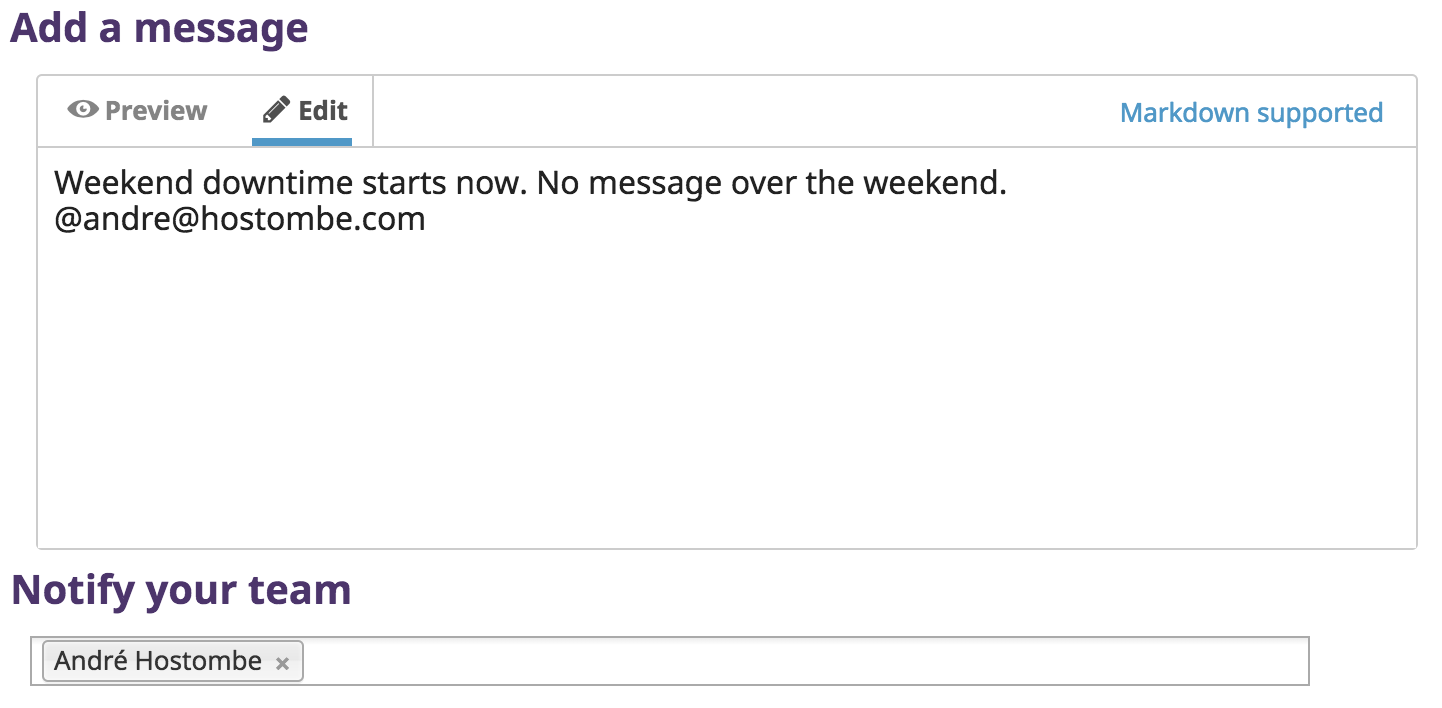 Add a message
Preview Edit Markdown supported
Weekend downtime starts now. No message over the weekend.
@andre@hostombe.com
Notify your team
André Hostombe ×